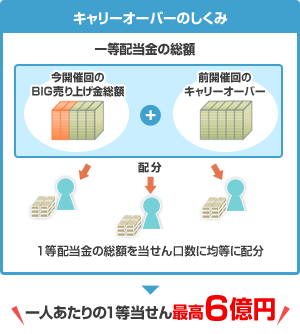 キャリーオーバーのしくみ
一等配当金の総額
今開催回の
BIG売り上げ金総額
+
前開催回の
キャリーオーバー
配分
1等配当金の総額を当せん口数に均等に配分
一人あたりの1等当せん最高6億円